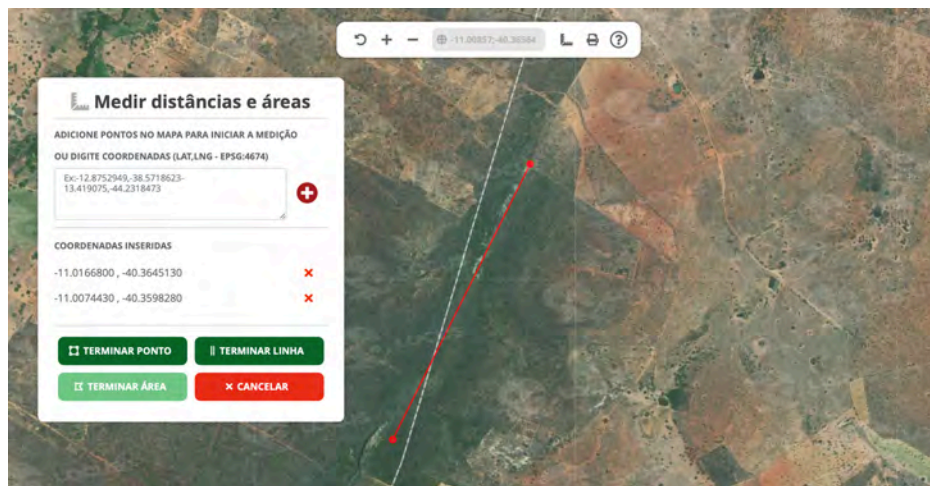 -11.00857;-40.36564
Medir distâncias e áreas
ADICIONE PONTOS NO MAPA PARA INICIAR A MEDIÇÃO
OU DIGITE COORDENADAS (LAT,LNG - EPSG:4674)
Ex:-12.8752949,-38.5718623-
13.419075,-44.2318473
COORDENADAS INSERIDAS
-11.0166800 , -40.3645130
-11.0074430 , -40.3598280
TERMINAR PONTO
TERMINAR LINHA
TERMINAR ÁREA
CANCELAR